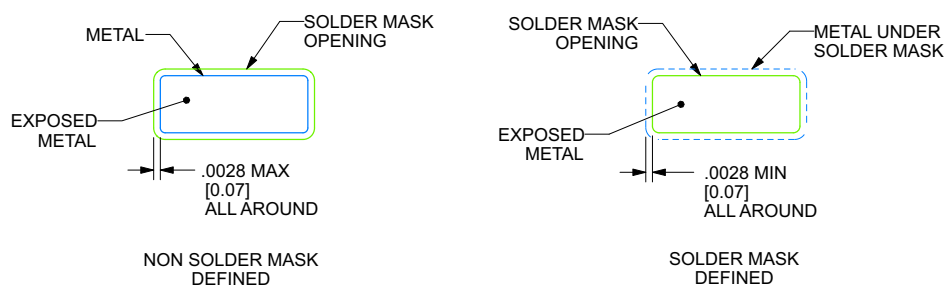 METAL
SOLDER MASK
OPENING
EXPOSED
METAL
.0028 MAX
[0.07]
ALL AROUND
NON SOLDER MASK
DEFINED
SOLDER MASK
OPENING
METAL UNDER
SOLDER MASK
EXPOSED
METAL
.0028 MIN
[0.07]
ALL AROUND
SOLDER MASK
DEFINED